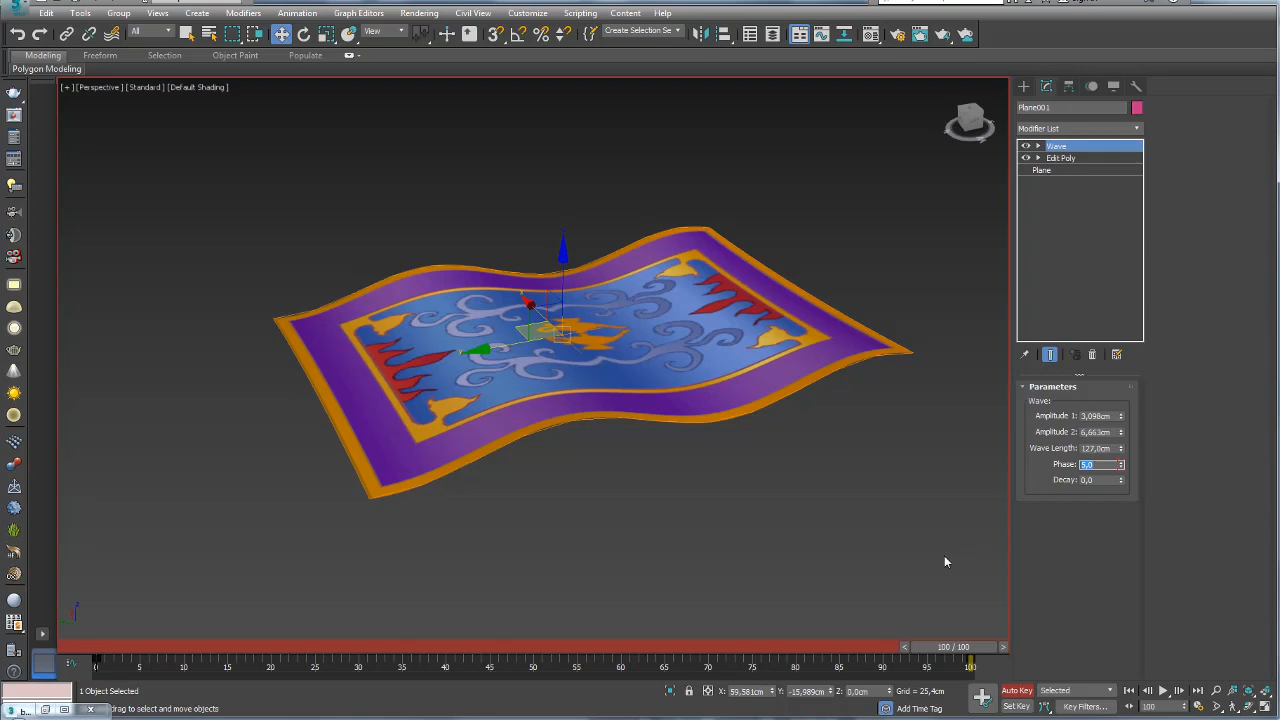 Edit Tools Group Views Create Modifiers Animation Graph Editors Rendering Civil View Customize Scripting Content Help
All View Create Selection Se
Modeling Freeform Selection Object Paint Populate
Polygon Modeling
[+] [Perspective] [Standard] [Default Shading]
Plane001
Modifier List
Wave
Edit Poly
Plane
Parameters
Wave:
Amplitude 1: 3,098cm
Amplitude 2: 6,663cm
Wave Length: 127,0cm
Phase: 5,0
Decay: 0,0
z
100 / 100
5 10 15 20 25 30 35 40 45 50 55 60 65 70 75 80 85 90 95 100
1 Object Selected X: 59,581cm Y: -15,989cm Z: 0,0cm Grid = 25,4cm Auto Key Selected
drag to select and move objects Add Time Tag Set Key Key Filters... 100